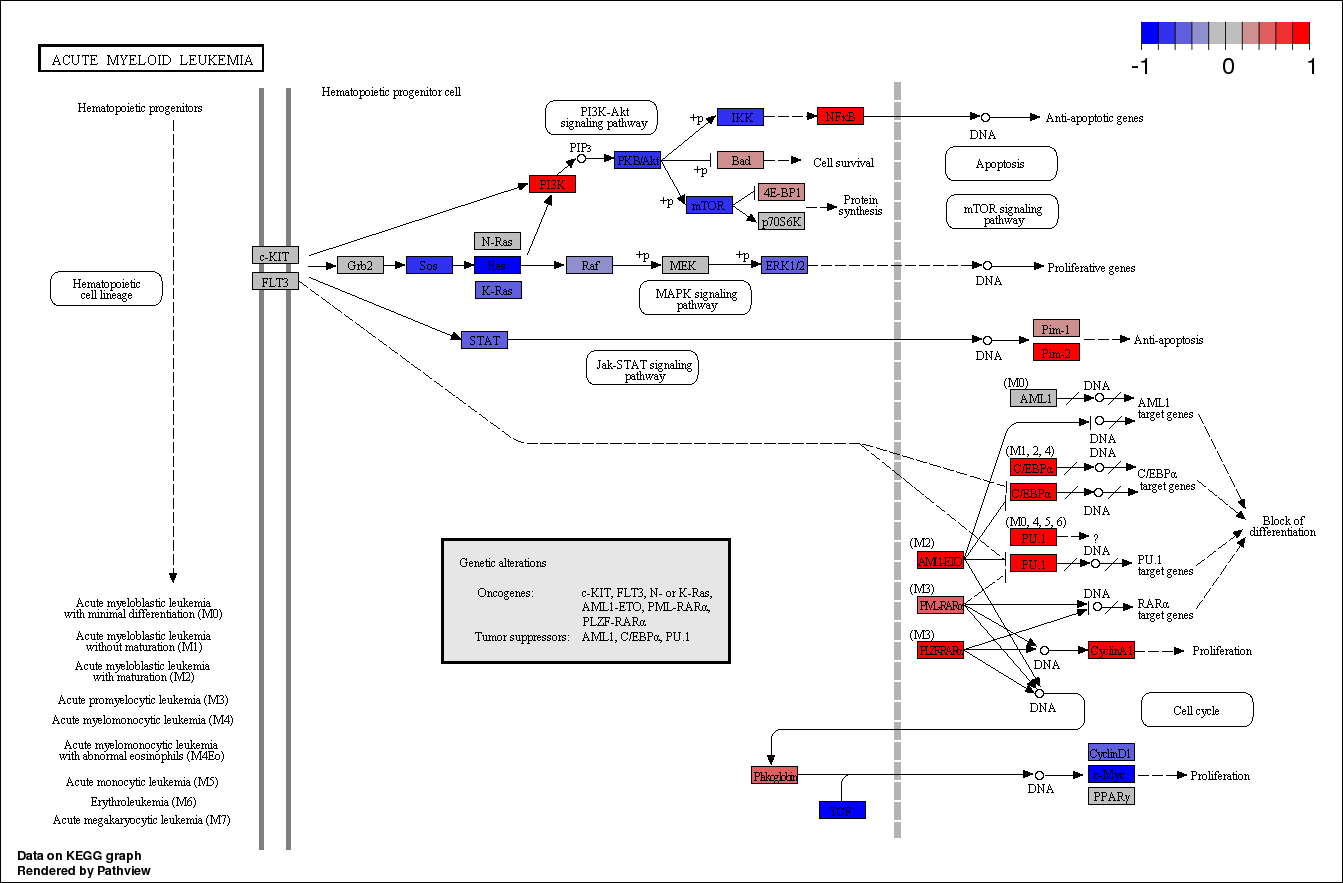 ACUTE MYELOID LEUKEMIA
-1 0 1
Hematopoietic progenitors
Hematopoietic progenitor cell
PI3K-Akt
signaling pathway
+p
IKK
NFκB
DNA
Anti-apoptotic genes
PIP3
PKB/Akt
+p
Bad
Cell survival
Apoptosis
PI3K
+p
mTOR
4E-BP1
p70S6K
Protein
synthesis
mTOR signaling
pathway
c-KIT
FLT3
Grb2
Sos
N-Ras
K-Ras
Raf
+p
MEK
+p
ERK1/2
DNA
Proliferative genes
Hematopoietic
cell lineage
MAPK signaling
pathway
STAT
DNA
Pim-1
Pim-2
Anti-apoptosis
Jak-STAT signaling
pathway
(M0)
AML1
DNA
AML1
target genes
DNA
(M1, 2, 4)
C/EBPα
DNA
C/EBPα
target genes
C/EBPα
DNA
(M0, 4, 5, 6)
PU.1
?
Block of
differentiation
(M2)
AML1-ETO
PU.1
DNA
PU.1
target genes
(M3)
PML-RARα
DNA
RARα
target genes
(M3)
PLZF-RARα
DNA
CyclinA1
Proliferation
DNA
Cell cycle
Genetic alterations
Oncogenes: c-KIT, FLT3, N- or K-Ras,
AML1-ETO, PML-RARα,
PLZF-RARα
Tumor suppressors: AML1, C/EBPα, PU.1
Acute myeloblastic leukemia
with minimal differentiation (M0)
Acute myeloblastic leukemia
without maturation (M1)
Acute myeloblastic leukemia
with maturation (M2)
Acute promyelocytic leukemia (M3)
Acute myelomonocytic leukemia (M4)
Acute myelomonocytic leukemia
with abnormal eosinophils (M4Eo)
Acute monocytic leukemia (M5)
Erythroleukemia (M6)
Acute megakaryocytic leukemia (M7)
Plakoglobin
DNA
CyclinD1
c-Myc
PPARγ
Proliferation
Data on KEGG graph
Rendered by Pathview